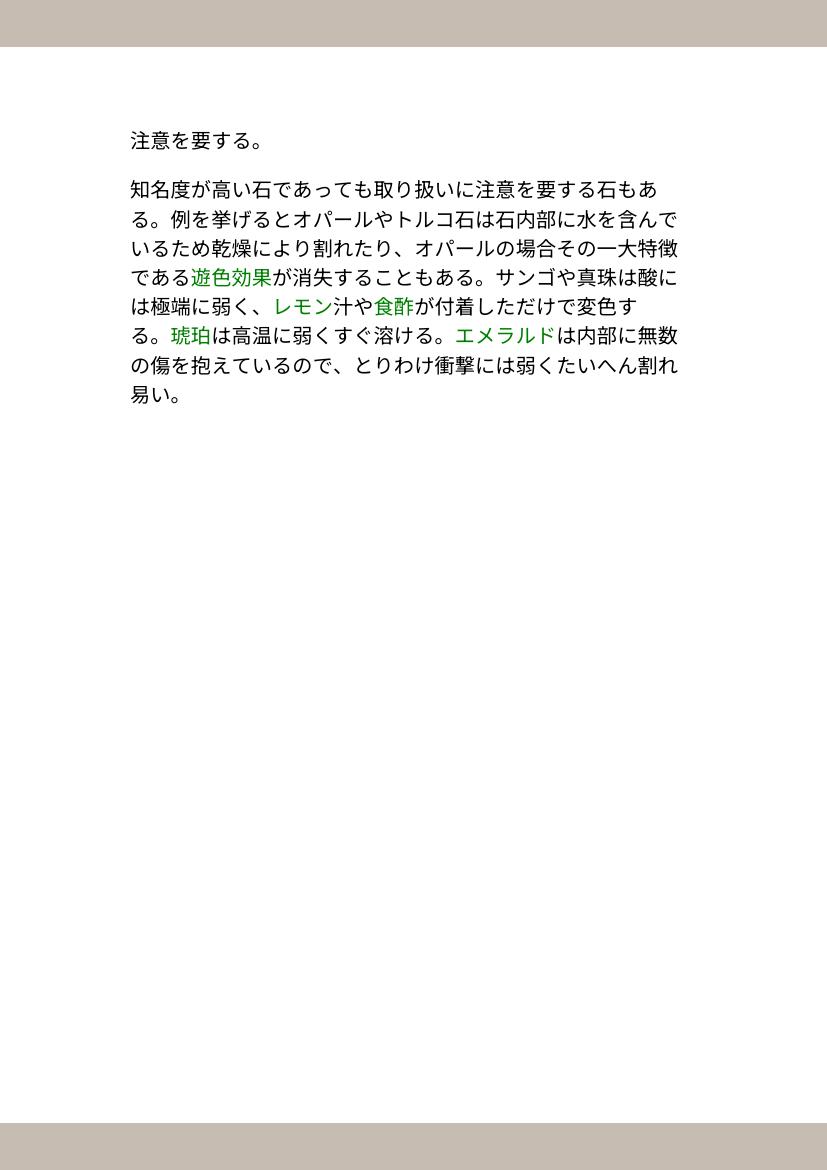 注意を要する。
知名度が高い石であっても取り扱いに注意を要する石もあ
る。例を挙げるとオパールやトルコ石は石内部に水を含んで
いるため乾燥により割れたり、オパールの場合その一大特徴
である遊色効果が消失することもある。サンゴや真珠は酸に
は極端に弱く、レモン汁や食酢が付着しただけで変色す
る。琥珀は高温に弱くすぐ溶ける。エメラルドは内部に無数
の傷を抱えているので、とりわけ衝撃には弱くたいへん割れ
易い。